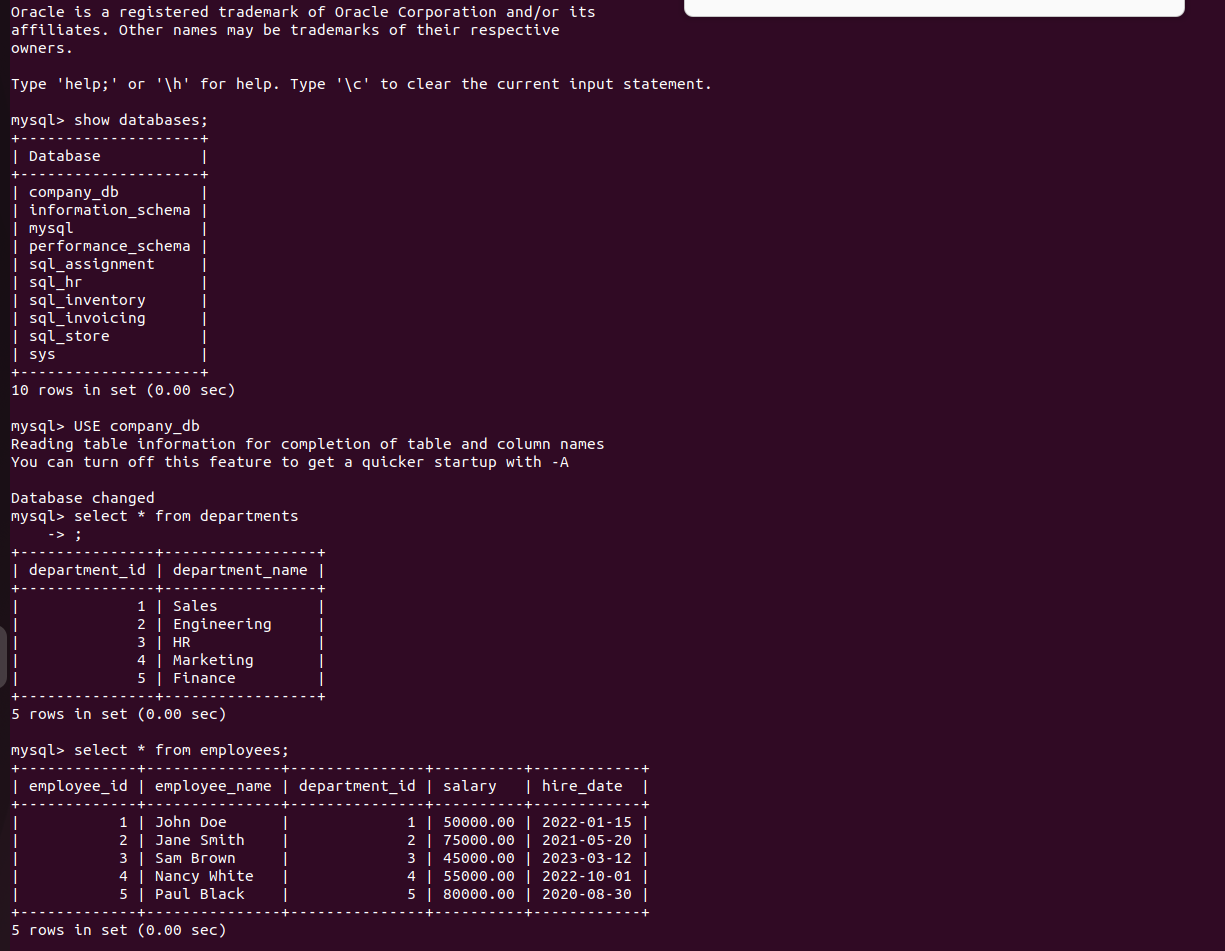 Oracle is a registered trademark of Oracle Corporation and/or its
affiliates. Other names may be trademarks of their respective
owners.

Type 'help;' or '\h' for help. Type '\c' to clear the current input statement.

mysql> show databases;
+--------------------+
| Database           |
+--------------------+
| company_db         |
| information_schema |
| mysql              |
| performance_schema |
| sql_assignment     |
| sql_hr             |
| sql_inventory      |
| sql_invoicing      |
| sql_store          |
| sys                |
+--------------------+
10 rows in set (0.00 sec)

mysql> USE company_db
Reading table information for completion of table and column names
You can turn off this feature to get a quicker startup with -A

Database changed
mysql> select * from departments
    -> ;
+---------------+-----------------+
| department_id | department_name |
+---------------+-----------------+
|             1 | Sales           |
|             2 | Engineering     |
|             3 | HR              |
|             4 | Marketing       |
|             5 | Finance         |
+---------------+-----------------+
5 rows in set (0.00 sec)

mysql> select * from employees;
+-------------+---------------+---------------+----------+------------+
| employee_id | employee_name | department_id | salary   | hire_date  |
+-------------+---------------+---------------+----------+------------+
|           1 | John Doe      |             1 | 50000.00 | 2022-01-15 |
|           2 | Jane Smith    |             2 | 75000.00 | 2021-05-20 |
|           3 | Sam Brown     |             3 | 45000.00 | 2023-03-12 |
|           4 | Nancy White   |             4 | 55000.00 | 2022-10-01 |
|           5 | Paul Black    |             5 | 80000.00 | 2020-08-30 |
+-------------+---------------+---------------+----------+------------+
5 rows in set (0.00 sec)